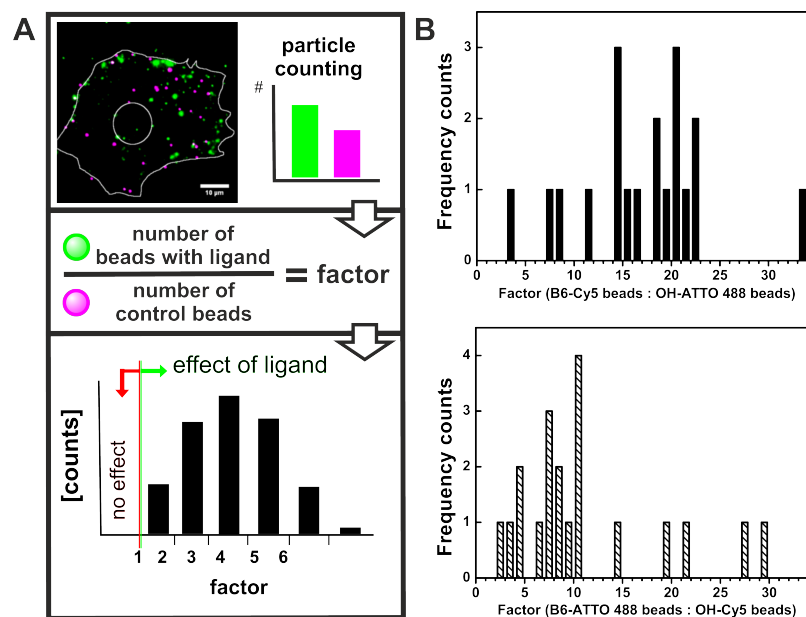 A
particle
counting
#
10 µm
number of
beads with ligand
= factor
number of
control beads
effect of ligand
no effect
[counts]
1 2 3 4 5 6
factor
B
3
2
1
0
Frequency counts
0 5 10 15 20 25 30
Factor (B6-Cy5 beads : OH-ATTO 488 beads)
4
3
2
1
0
Frequency counts
0 5 10 15 20 25 30
Factor (B6-ATTO 488 beads : OH-Cy5 beads)